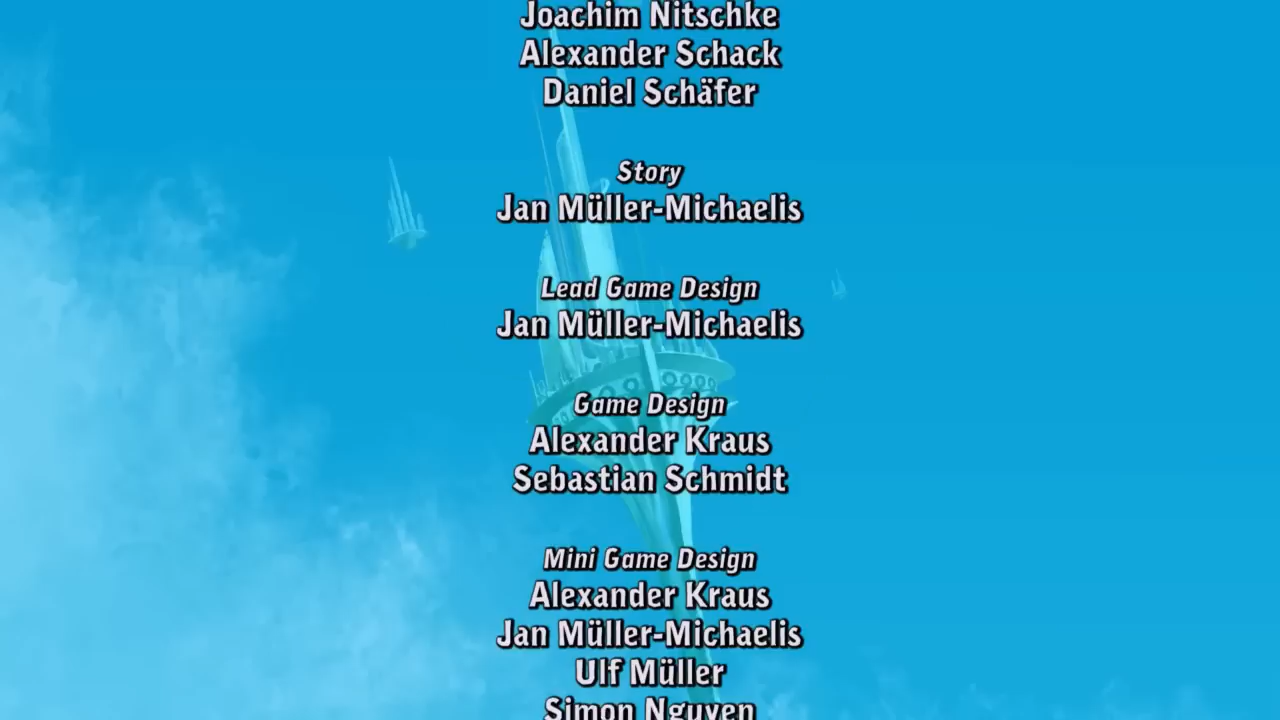 Joachim Nitschke
Alexander Schack
Daniel Schäfer
Story
Jan Müller-Michaelis
Lead Game Design
Jan Müller-Michaelis
Game Design
Alexander Kraus
Sebastian Schmidt
Mini Game Design
Alexander Kraus
Jan Müller-Michaelis
Ulf Müller
Simon Nguyen